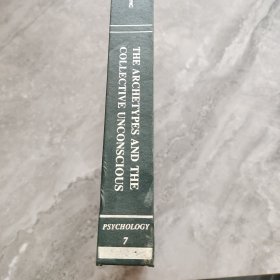 THE ARCHETYPES AND THE
COLLECTIVE UNCONSCIOUS
PSYCHOLOGY
7